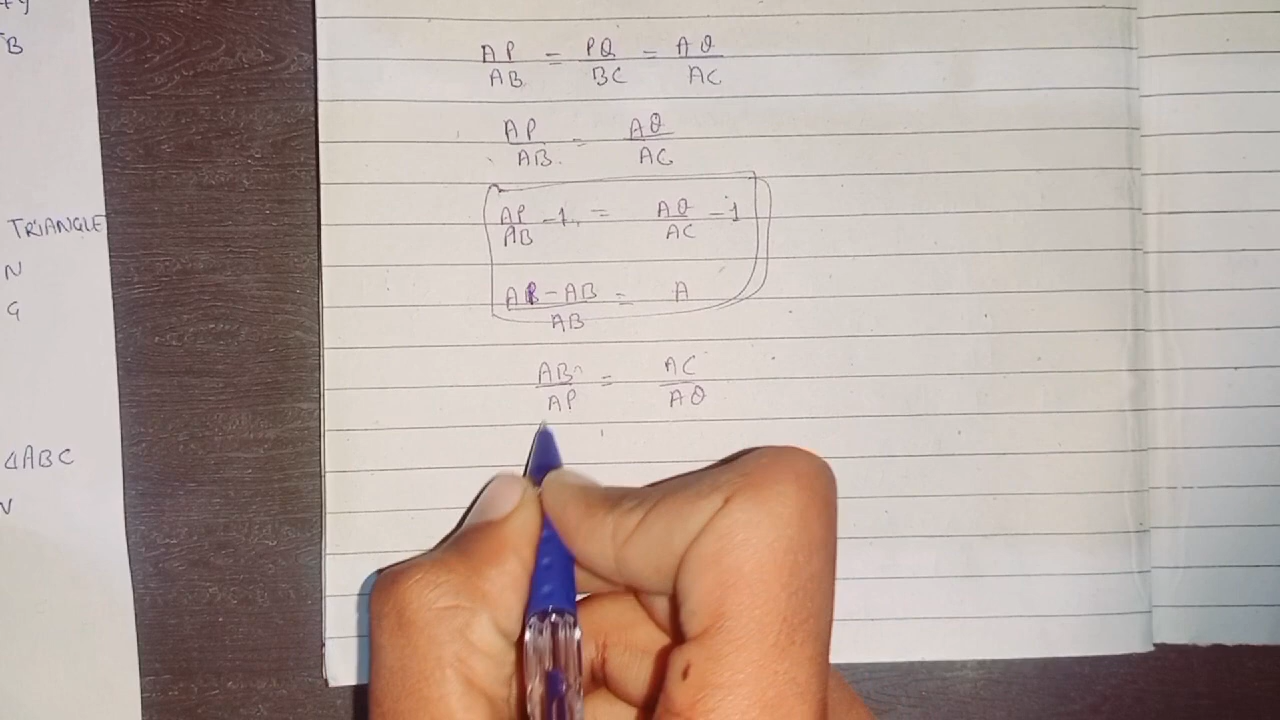 B
TRIANGLE
N
G
ΔABC
AP/AB = PQ/BC = AQ/AC
AP/AB = AQ/AC
AP/AB - 1 = AQ/AC - 1
AP - AB/AB = A
AB/AP = AC/AQ